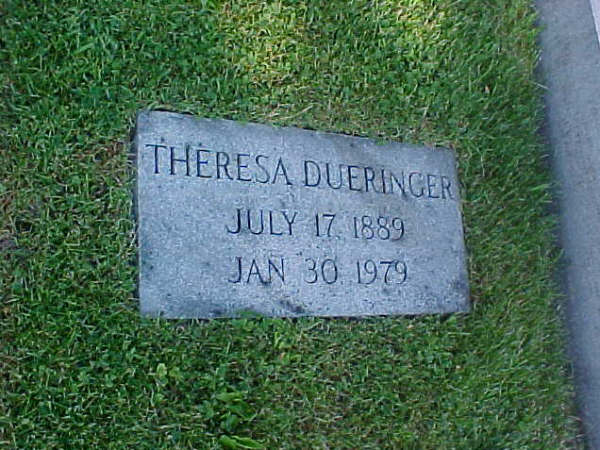 THERESA DUERINGER
JULY 17, 1889
JAN 30, 1979